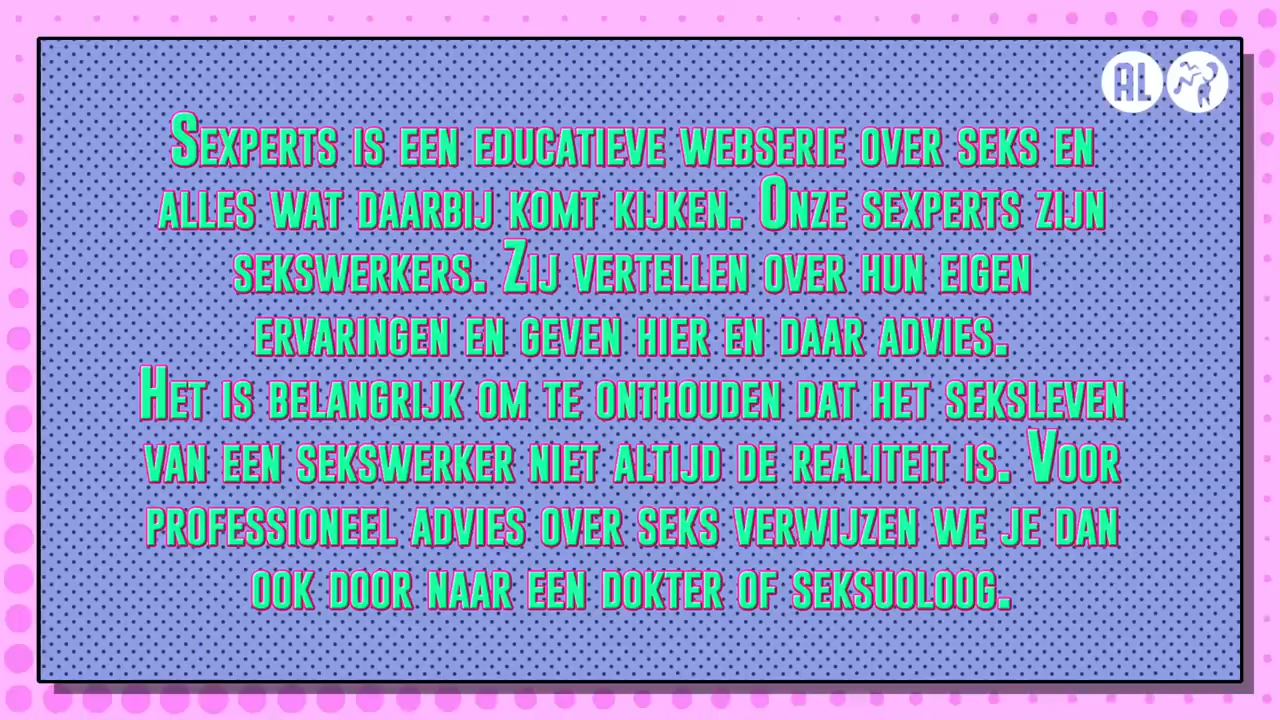 AL
Sexperts is een educatieve webserie over seks en
alles wat daarbij komt kijken. Onze sexperts zijn
sekswerkers. Zij vertellen over hun eigen
ervaringen en geven hier en daar advies.
Het is belangrijk om te onthouden dat het seksleven
van een sekswerker niet altijd de realiteit is. Voor
professioneel advies over seks verwijzen we je dan
ook door naar een dokter of seksuoloog.